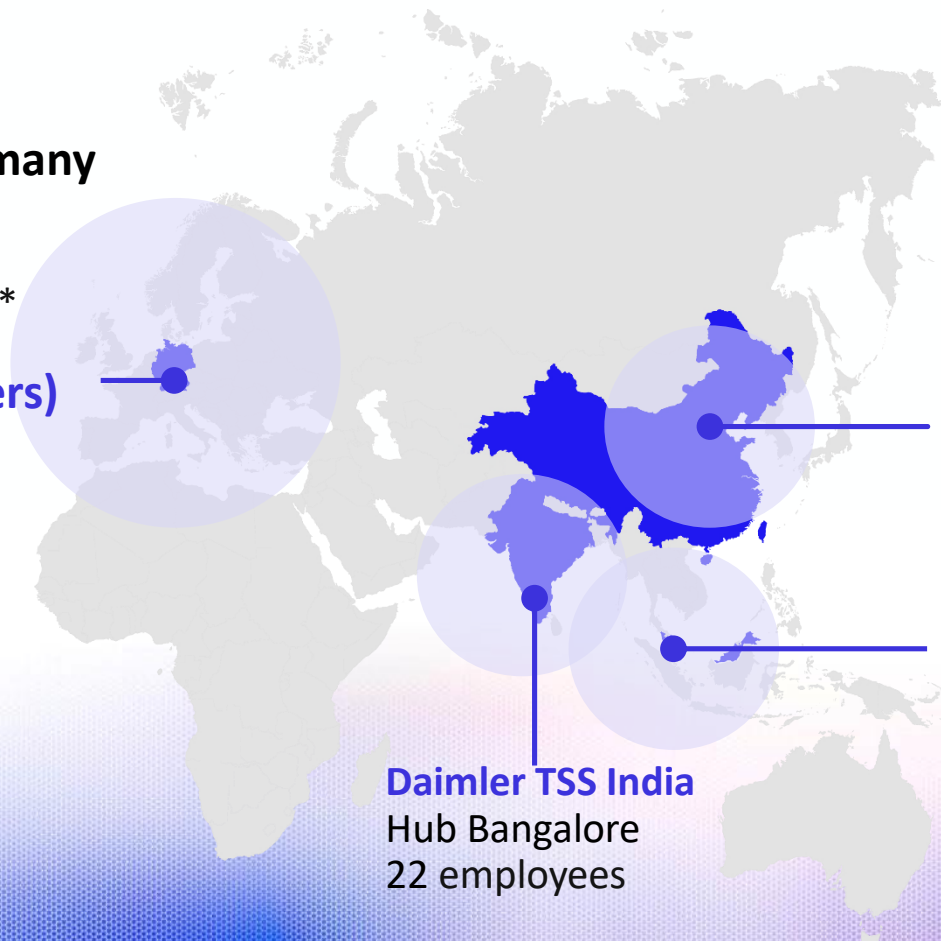 many
*
ers)
Daimler TSS India
Hub Bangalore
22 employees